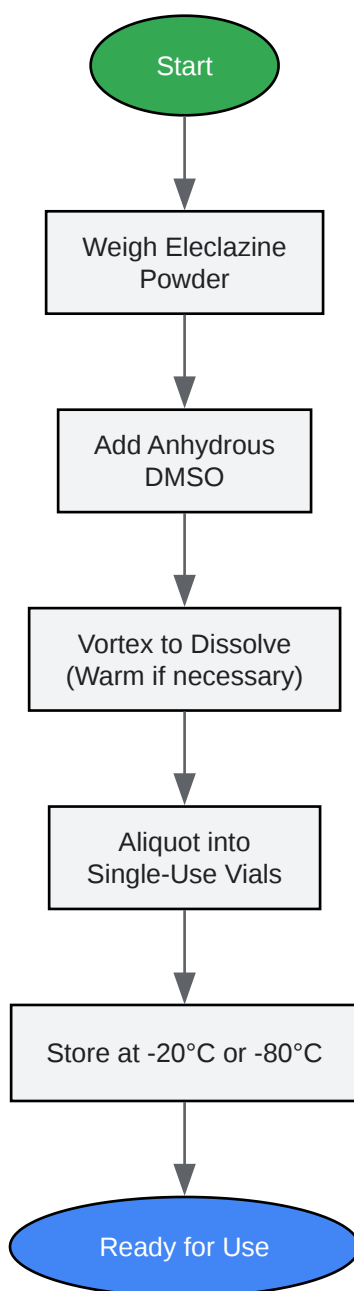 Start
Weigh Eleclazine
Powder
Add Anhydrous
DMSO
Vortex to Dissolve
(Warm if necessary)
Aliquot into
Single-Use Vials
Store at -20°C or -80°C
Ready for Use